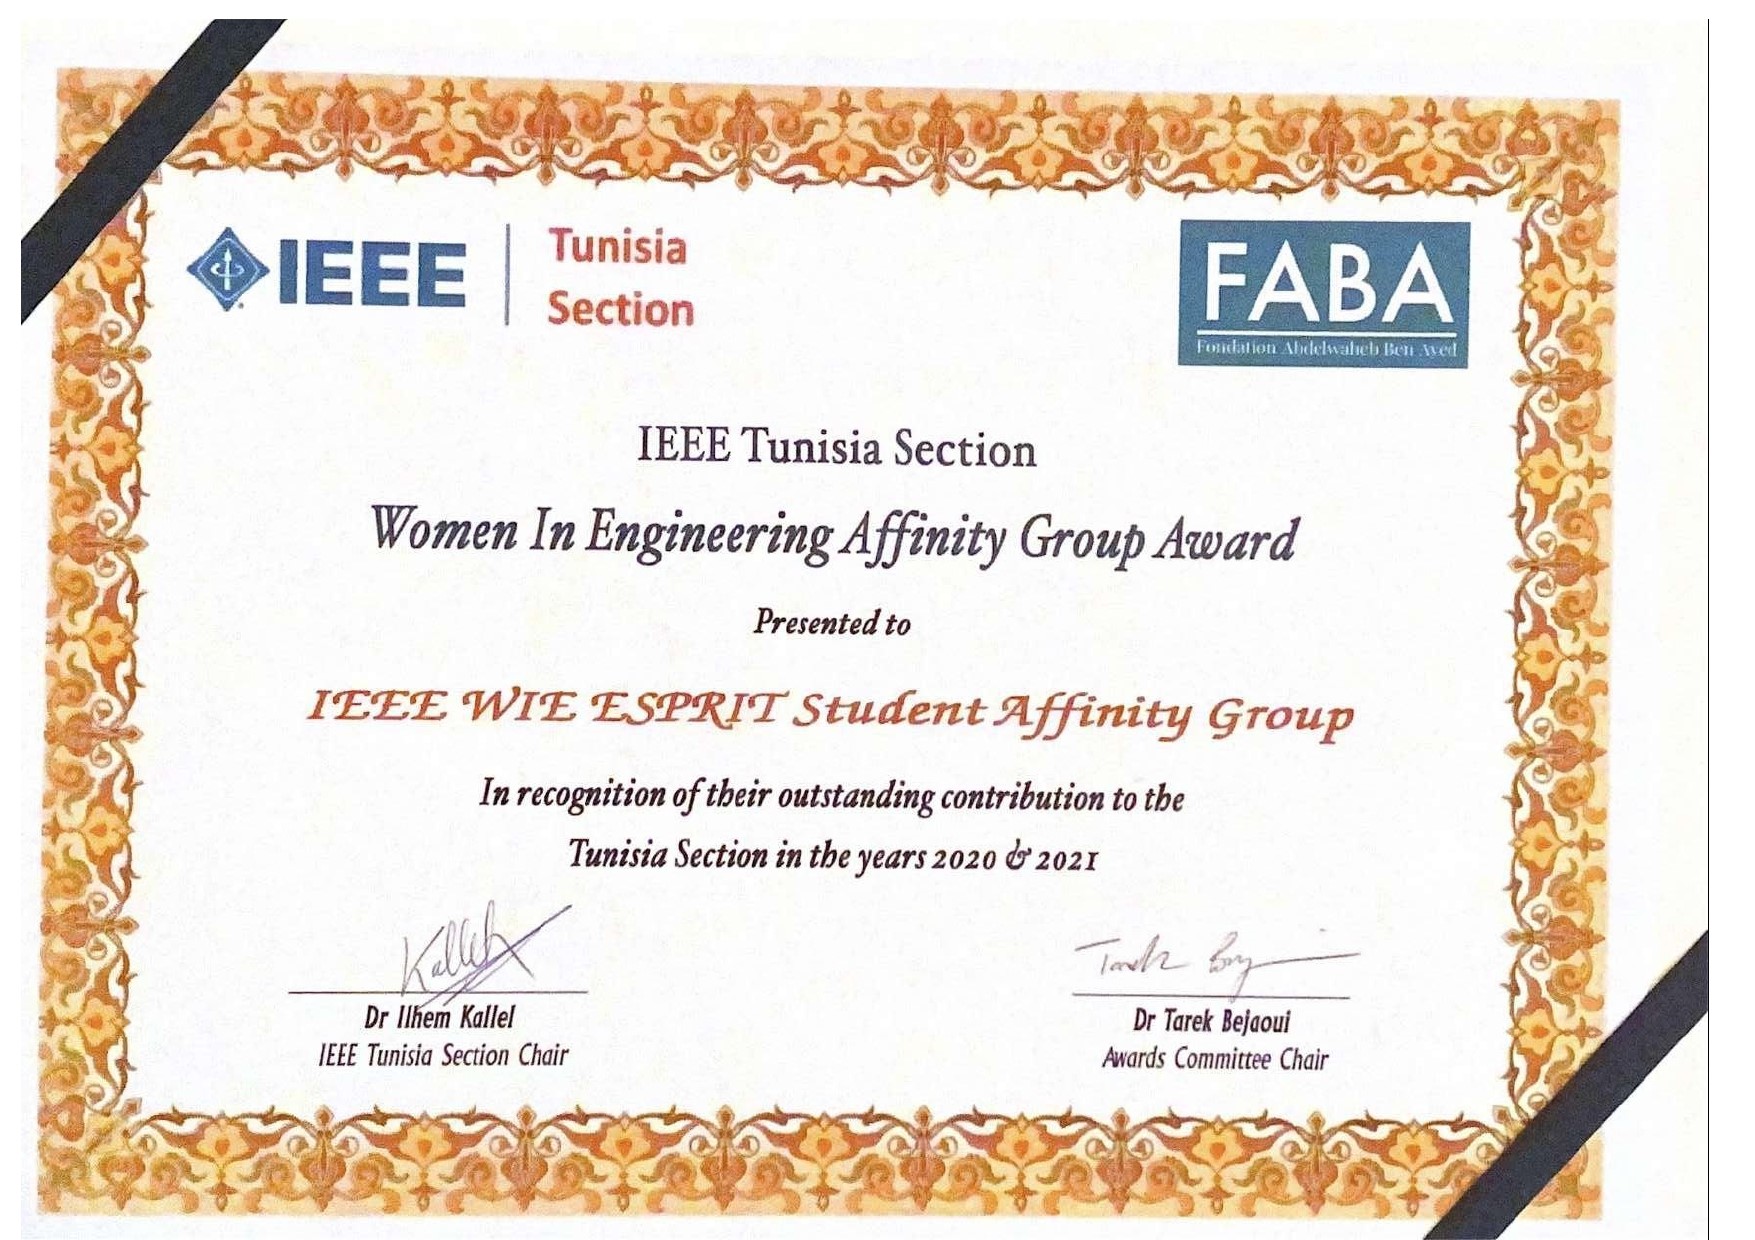 IEEE
Tunisia
Section
FABA
Fondation Abdelwaheb Ben Ayed
IEEE Tunisia Section
Women In Engineering Affinity Group Award
Presented to
IEEE WIE ESPRIT Student Affinity Group
In recognition of their outstanding contribution to the
Tunisia Section in the years 2020 & 2021
Kallel
Tarek
Dr Ilhem Kallel
IEEE Tunisia Section Chair
Dr Tarek Bejaoui
Awards Committee Chair